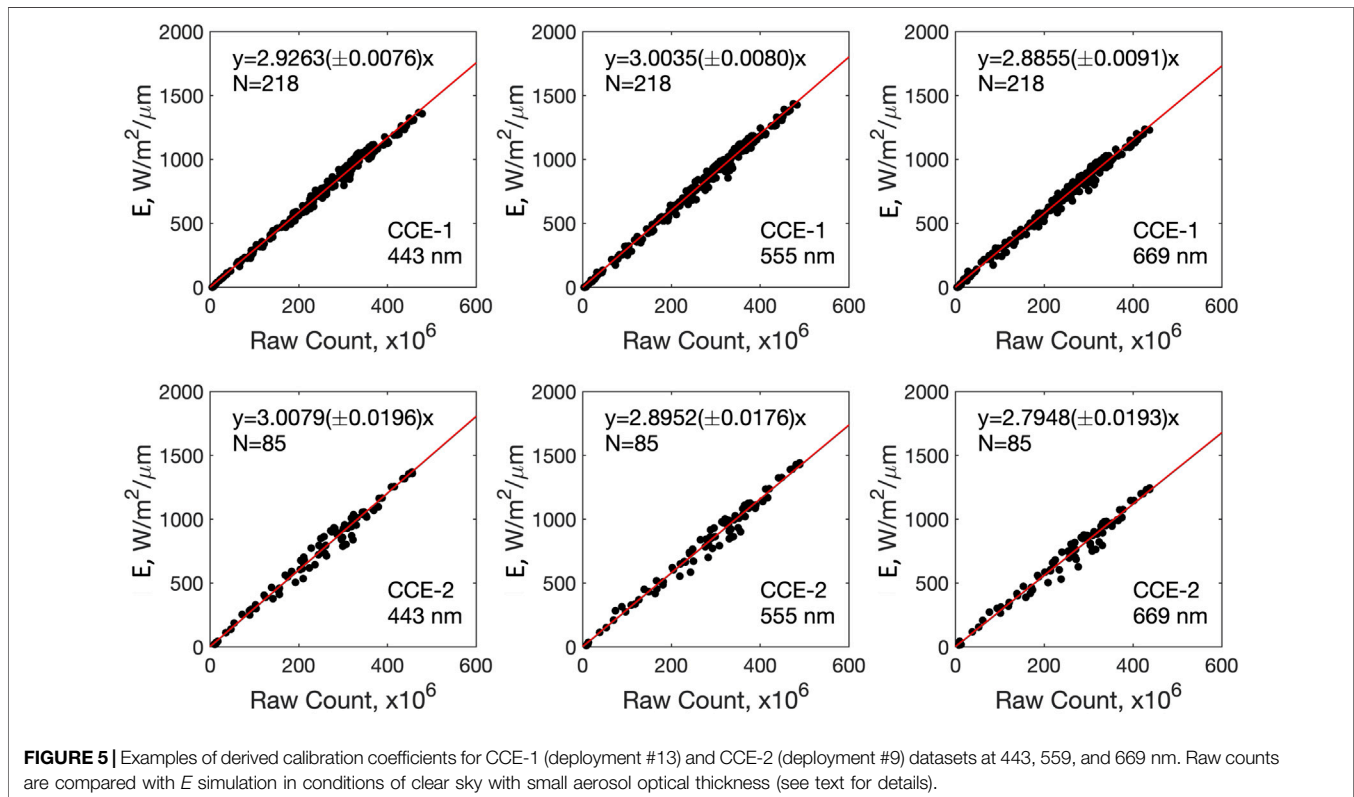 2000
1500
1000
500
0
E, W/m²/μm
y=2.9263(±0.0076)x
N=218
CCE-1
443 nm
0 200 400 600
Raw Count, x10⁶
2000
1500
1000
500
0
E, W/m²/μm
y=3.0035(±0.0080)x
N=218
CCE-1
555 nm
0 200 400 600
Raw Count, x10⁶
2000
1500
1000
500
0
E, W/m²/μm
y=2.8855(±0.0091)x
N=218
CCE-1
669 nm
0 200 400 600
Raw Count, x10⁶
2000
1500
1000
500
0
E, W/m²/μm
y=3.0079(±0.0196)x
N=85
CCE-2
443 nm
0 200 400 600
Raw Count, x10⁶
2000
1500
1000
500
0
E, W/m²/μm
y=2.8952(±0.0176)x
N=85
CCE-2
555 nm
0 200 400 600
Raw Count, x10⁶
2000
1500
1000
500
0
E, W/m²/μm
y=2.7948(±0.0193)x
N=85
CCE-2
669 nm
0 200 400 600
Raw Count, x10⁶
FIGURE 5 | Examples of derived calibration coefficients for CCE-1 (deployment #13) and CCE-2 (deployment #9) datasets at 443, 559, and 669 nm. Raw counts
are compared with E simulation in conditions of clear sky with small aerosol optical thickness (see text for details).